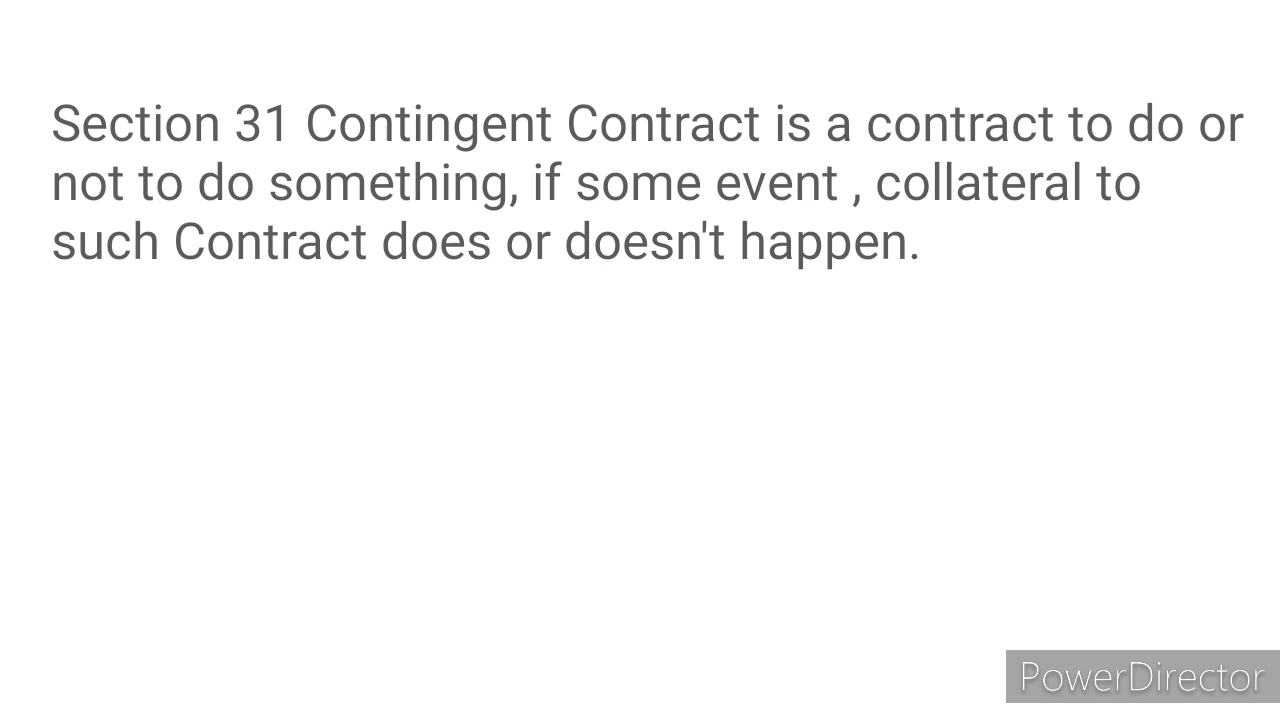 Section 31 Contingent Contract is a contract to do or
not to do something, if some event , collateral to
such Contract does or doesn't happen.
PowerDirector